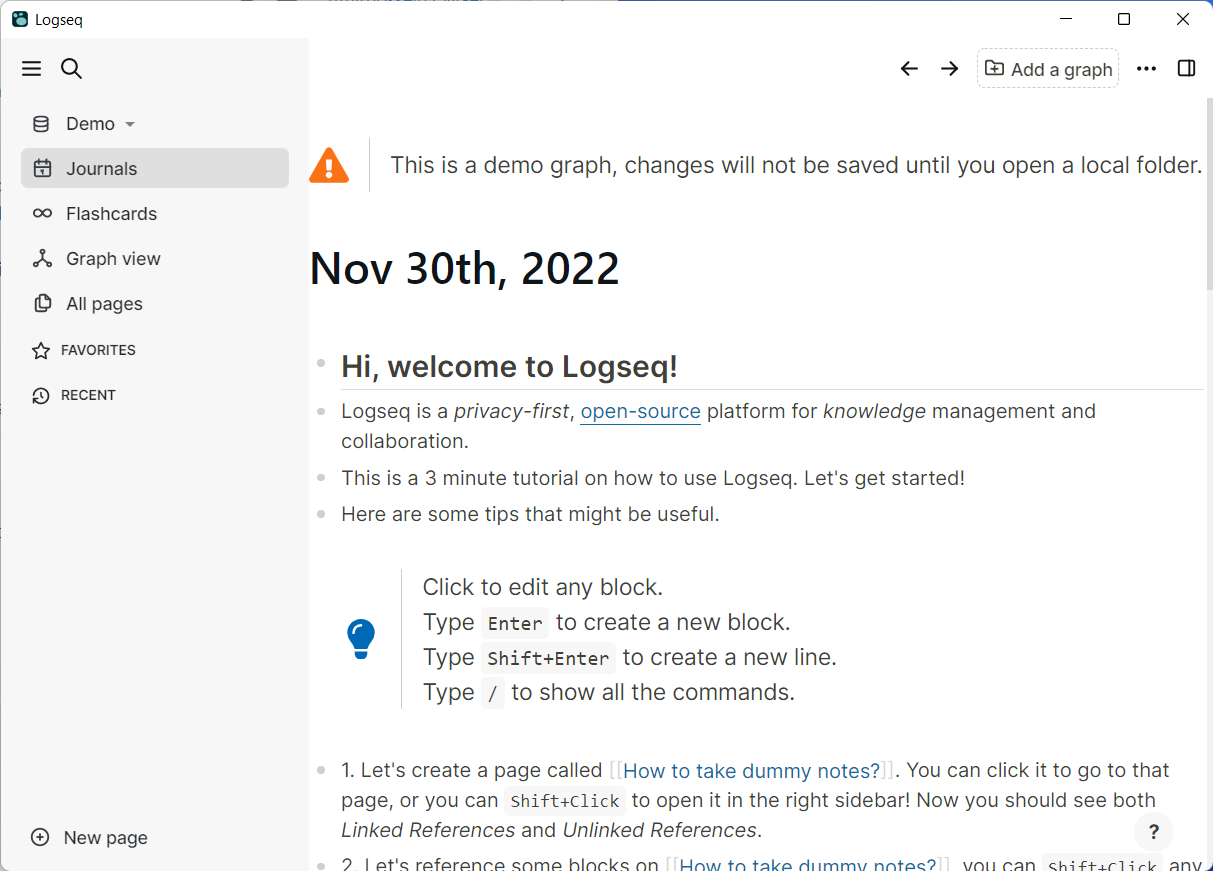 Logseq
Add a graph
Demo
Journals
Flashcards
Graph view
All pages
FAVORITES
RECENT
New page
This is a demo graph, changes will not be saved until you open a local folder.
Nov 30th, 2022
Hi, welcome to Logseq!
Logseq is a privacy-first, open-source platform for knowledge management and
collaboration.
This is a 3 minute tutorial on how to use Logseq. Let's get started!
Here are some tips that might be useful.
Click to edit any block.
Type Enter to create a new block.
Type Shift+Enter to create a new line.
Type / to show all the commands.
1. Let's create a page called [[How to take dummy notes?]]. You can click it to go to that
page, or you can Shift+Click to open it in the right sidebar! Now you should see both
Linked References and Unlinked References.
2. Let's reference some blocks on [[How to take dummy notes?]], you can Shift+Click any
?